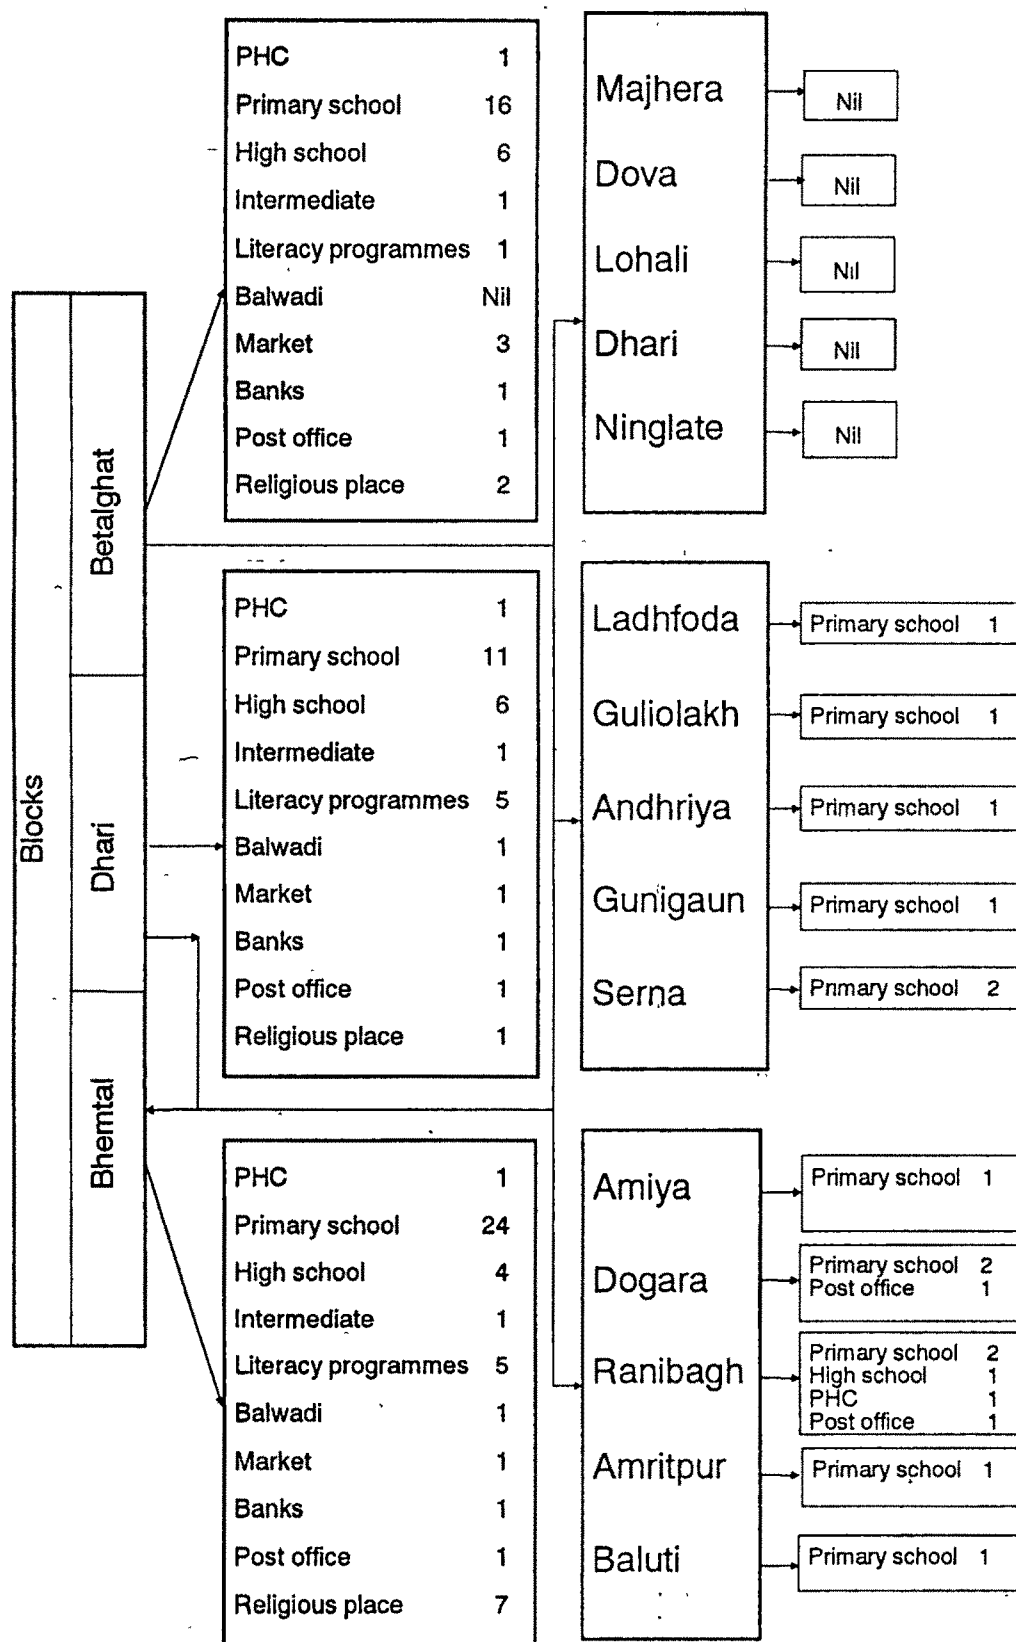 Blocks
Betalghat
Dhari
Bhemtal
PHC 1
Primary school 16
High school 6
Intermediate 1
Literacy programmes 1
Balwadi Nil
Market 3
Banks 1
Post office 1
Religious place 2
Majhera
Nil
Dova
Nil
Lohali
Nil
Dhari
Nil
Ninglate
Nil
PHC 1
Primary school 11
High school 6
Intermediate 1
Literacy programmes 5
Balwadi 1
Market 1
Banks 1
Post office 1
Religious place 1
Ladhfoda
Primary school 1
Guliolakh
Primary school 1
Andhriya
Primary school 1
Gunigaun
Primary school 1
Serna
Primary school 2
PHC 1
Primary school 24
High school 4
Intermediate 1
Literacy programmes 5
Balwadi 1
Market 1
Banks 1
Post office 1
Religious place 7
Amiya
Primary school 1
Dogara
Primary school 2
Post office 1
Ranibagh
Primary school 2
High school 1
PHC 1
Post office 1
Amritpur
Primary school 1
Baluti
Primary school 1